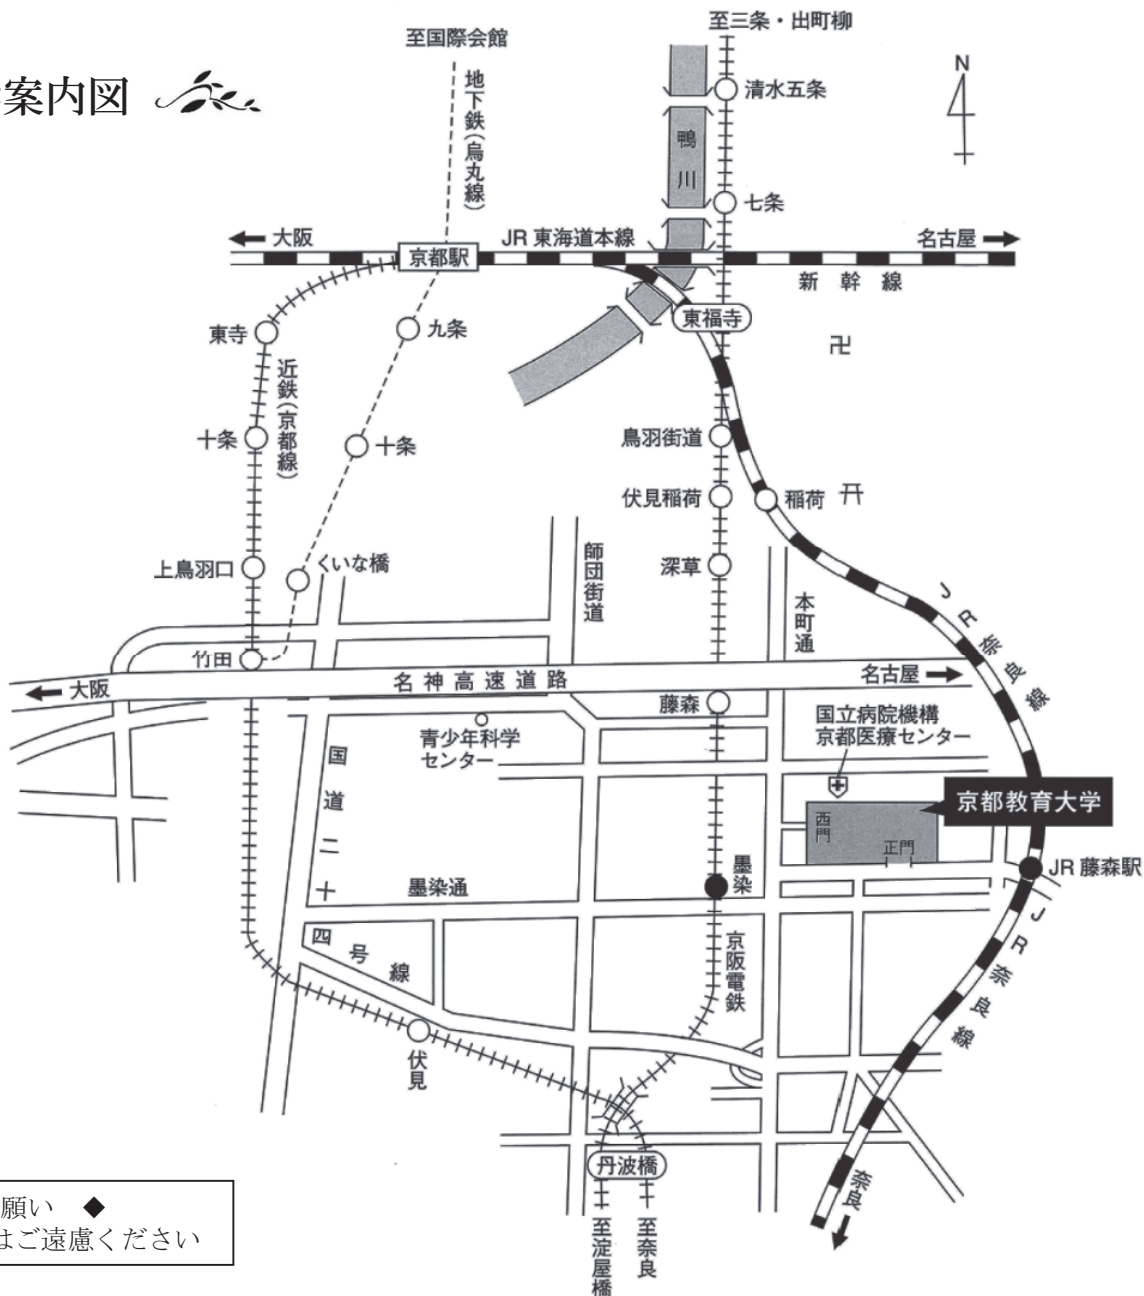 至国際会館
至三条・出町柳
案内図
地下鉄(烏丸線)
鴨川
清水五条
N
七条
大阪
京都駅
JR 東海道本線
名古屋
新幹線
東寺
九条
東福寺
卍
近鉄(京都線)
十条
十条
鳥羽街道
伏見稲荷
稲荷
上鳥羽口
くいな橋
師団街道
深草
本町通
JR奈良線
竹田
大阪
名神高速道路
名古屋
藤森
青少年科学
センター
国立病院機構
京都医療センター
国道二十四号線
京都教育大学
西門
正門
墨染
JR 藤森駅
墨染通
京阪電鉄
JR奈良線
伏見
丹波橋
奈良
至淀屋橋
至奈良
願い ◆
はご遠慮ください